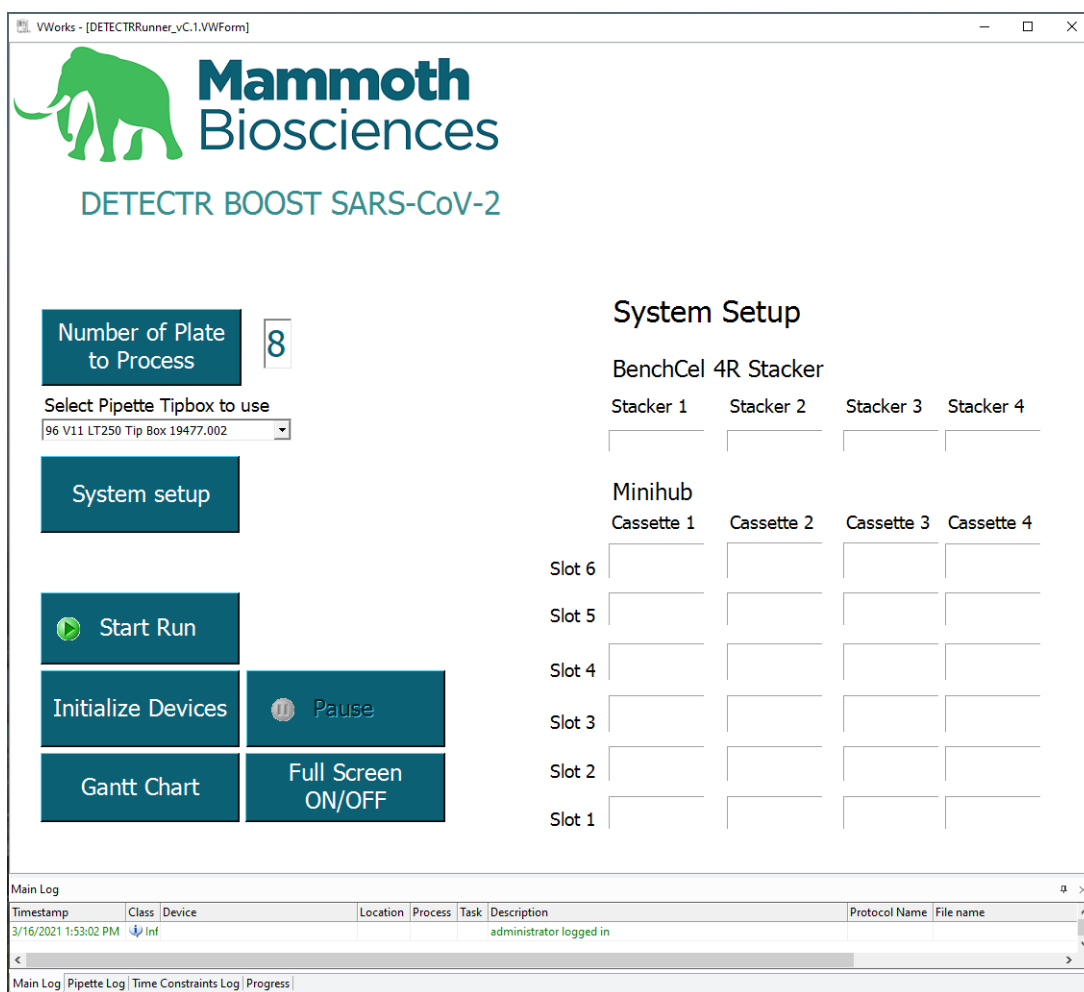 VWorks - [DETECTRRunner_vC.1.VWForm]
Mammoth
Biosciences
DETECTR BOOST SARS-CoV-2
Number of Plate
to Process
8
Select Pipette Tipbox to use
96 V11 LT250 Tip Box 19477.002
System setup
Start Run
Initialize Devices
Pause
Gantt Chart
Full Screen
ON/OFF
System Setup
BenchCel 4R Stacker
Stacker 1 Stacker 2 Stacker 3 Stacker 4
Minihub
Cassette 1 Cassette 2 Cassette 3 Cassette 4
Slot 6
Slot 5
Slot 4
Slot 3
Slot 2
Slot 1
Main Log
Timestamp Class Device Location Process Task Description Protocol Name File name
3/16/2021 1:53:02 PM Inf administrator logged in
Main Log Pipette Log Time Constraints Log Progress